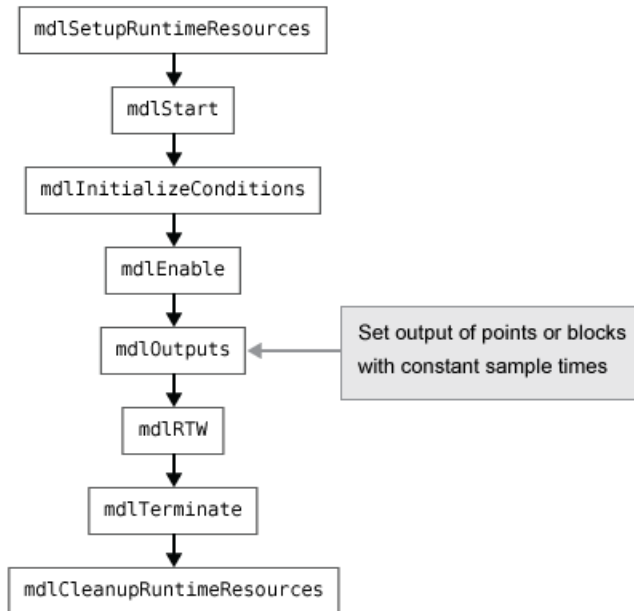 mdlSetupRuntimeResources
mdlStart
mdlInitializeConditions
mdlEnable
mdlOutputs
Set output of points or blocks
with constant sample times
mdlRTW
mdlTerminate
mdlCleanupRuntimeResources